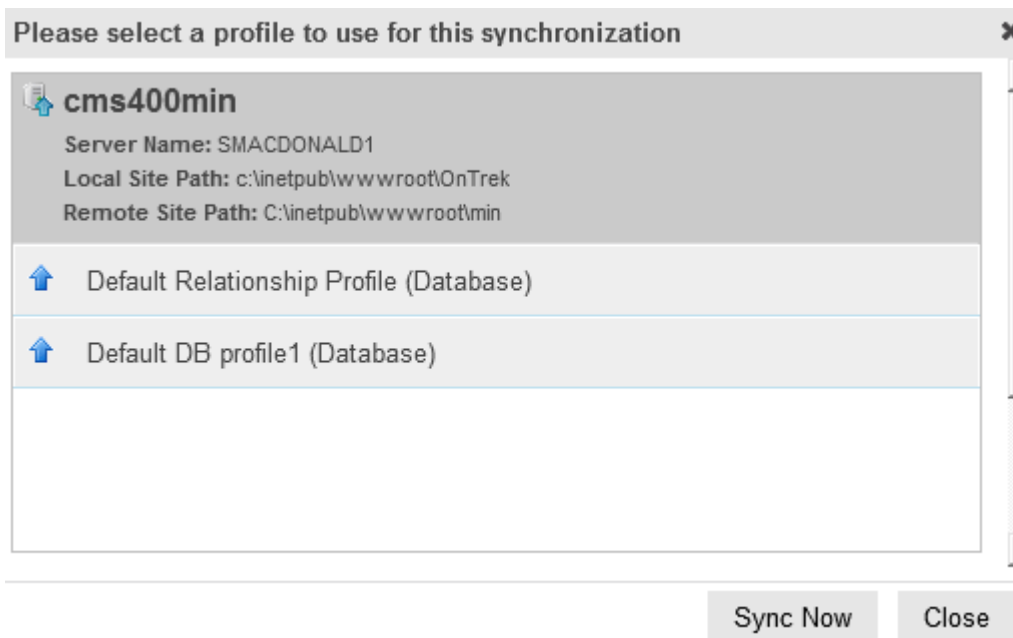 Please select a profile to use for this synchronization
cms400min
Server Name: SMACDONALD1
Local Site Path: c:\inetpub\wwwroot\OnTrek
Remote Site Path: C:\inetpub\wwwroot\min
Default Relationship Profile (Database)
Default DB profile1 (Database)
Sync Now Close